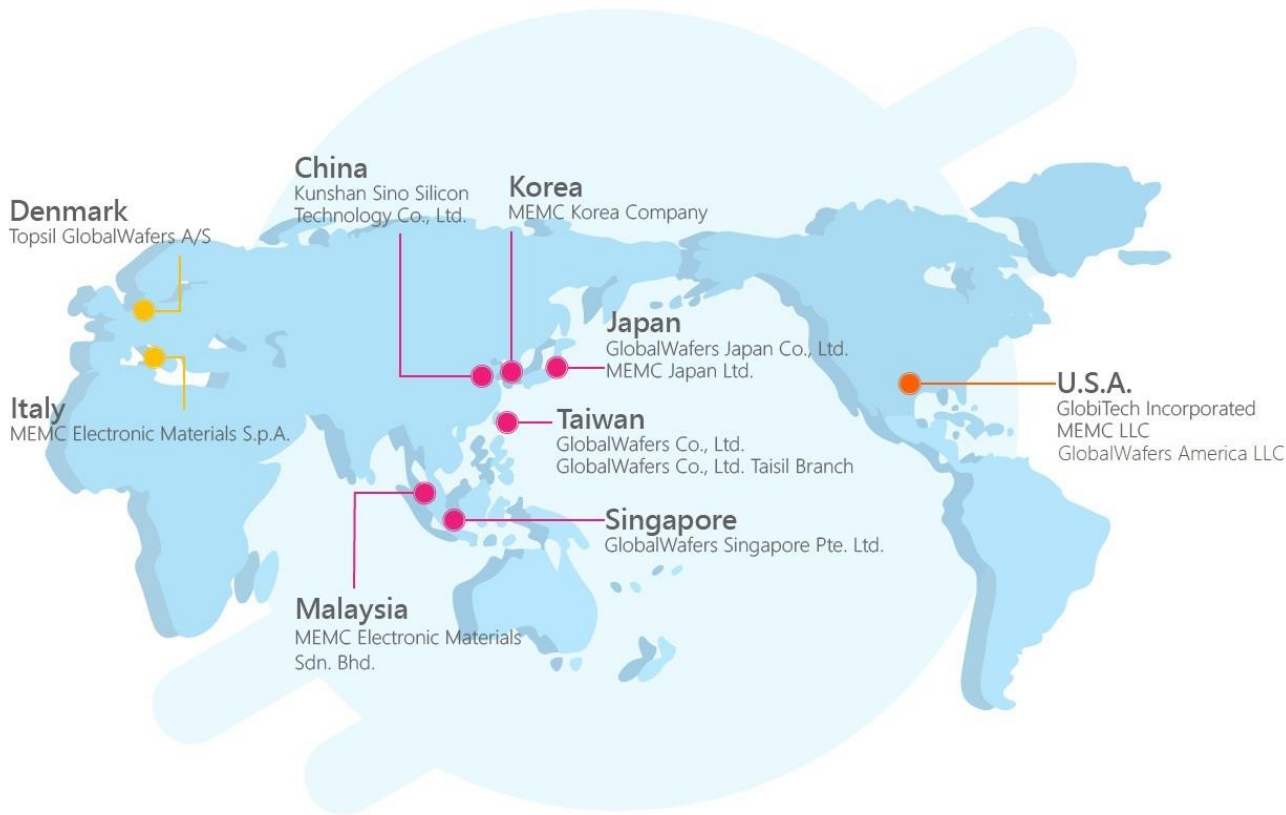 China
Kunshan Sino Silicon
Technology Co., Ltd.
Korea
MEMC Korea Company
Denmark
Topsil GlobalWafers A/S
Japan
GlobalWafers Japan Co., Ltd.
MEMC Japan Ltd.
Italy
MEMC Electronic Materials S.p.A.
Taiwan
GlobalWafers Co., Ltd.
GlobalWafers Co., Ltd. Taisil Branch
U.S.A.
GlobiTech Incorporated
MEMC LLC
GlobalWafers America LLC
Singapore
GlobalWafers Singapore Pte. Ltd.
Malaysia
MEMC Electronic Materials
Sdn. Bhd.